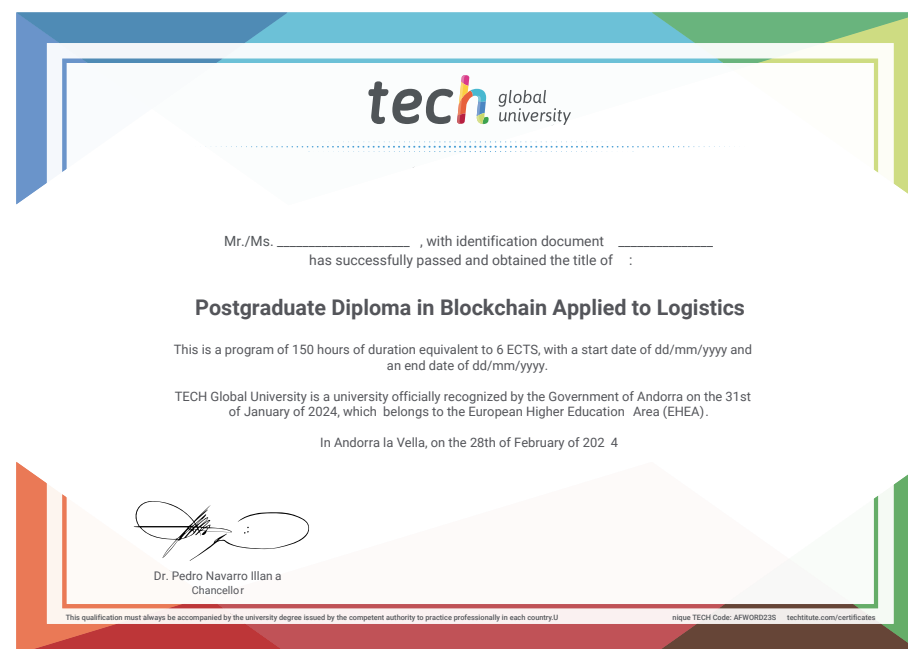 tech global
university
Mr./Ms. _____________________ , with identification document _______________
has successfully passed and obtained the title of :
Postgraduate Diploma in Blockchain Applied to Logistics
This is a program of 150 hours of duration equivalent to 6 ECTS, with a start date of dd/mm/yyyy and
an end date of dd/mm/yyyy.
TECH Global University is a university officially recognized by the Government of Andorra on the 31st
of January of 2024, which belongs to the European Higher Education Area (EHEA).
In Andorra la Vella, on the 28th of February of 202 4
Dr. Pedro Navarro Illan a
Chancellor
This qualification must always be accompanied by the university degree issued by the competent authority to practice professionally in each country.U nique TECH Code: AFWORD23S techtitute.com/certificates